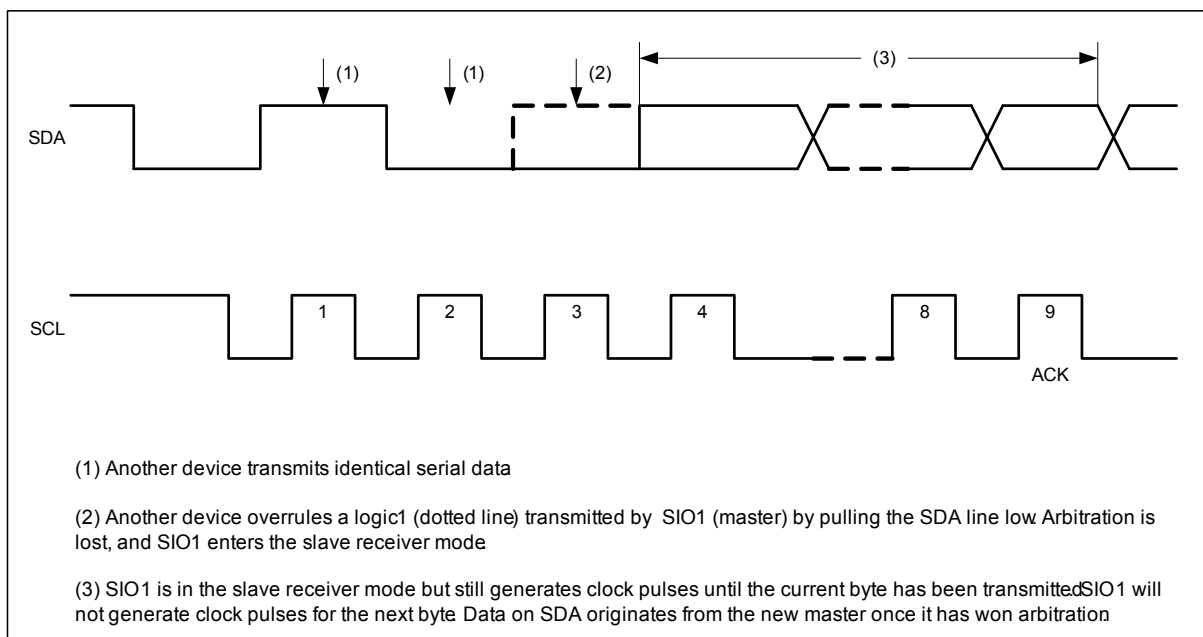 (1)
(1)
(2)
(3)
SDA
SCL
1
2
3
4
8
9
ACK
(1) Another device transmits identical serial data
(2) Another device overrules a logic1 (dotted line) transmitted by SIO1 (master) by pulling the SDA line low. Arbitration is
lost, and SIO1 enters the slave receiver mode.
(3) SIO1 is in the slave receiver mode but still generates clock pulses until the current byte has been transmitted.SIO1 will
not generate clock pulses for the next byte. Data on SDA originates from the new master once it has won arbitration.